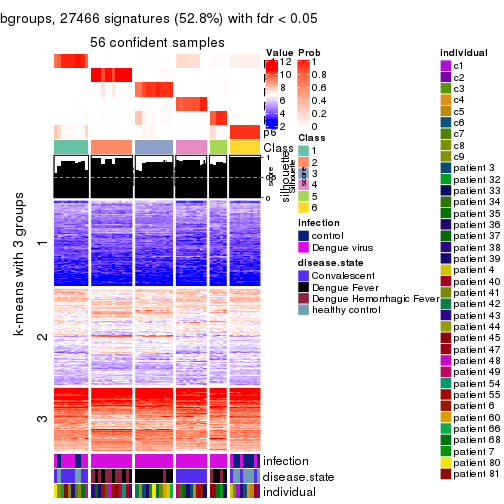 bgroups, 27466 signatures (52.8%) with fdr < 0.05
56 confident samples
k-means with 3 groups
1
2
3
p6
Class
1
0.5
0
silhouette
score
infection
disease.state
individual
Value
12
10
8
6
4
2
Prob
1
0.8
0.6
0.4
0.2
0
Class
1
2
3
4
5
6
infection
control
Dengue virus
disease.state
Convalescent
Dengue Fever
Dengue Hemorrhagic Fever
healthy control
individual
c1
c2
c3
c4
c5
c6
c7
c8
c9
patient 3
patient 32
patient 33
patient 34
patient 35
patient 36
patient 37
patient 38
patient 39
patient 4
patient 40
patient 41
patient 42
patient 43
patient 44
patient 45
patient 47
patient 48
patient 49
patient 54
patient 55
patient 6
patient 60
patient 66
patient 68
patient 7
patient 80
patient 81